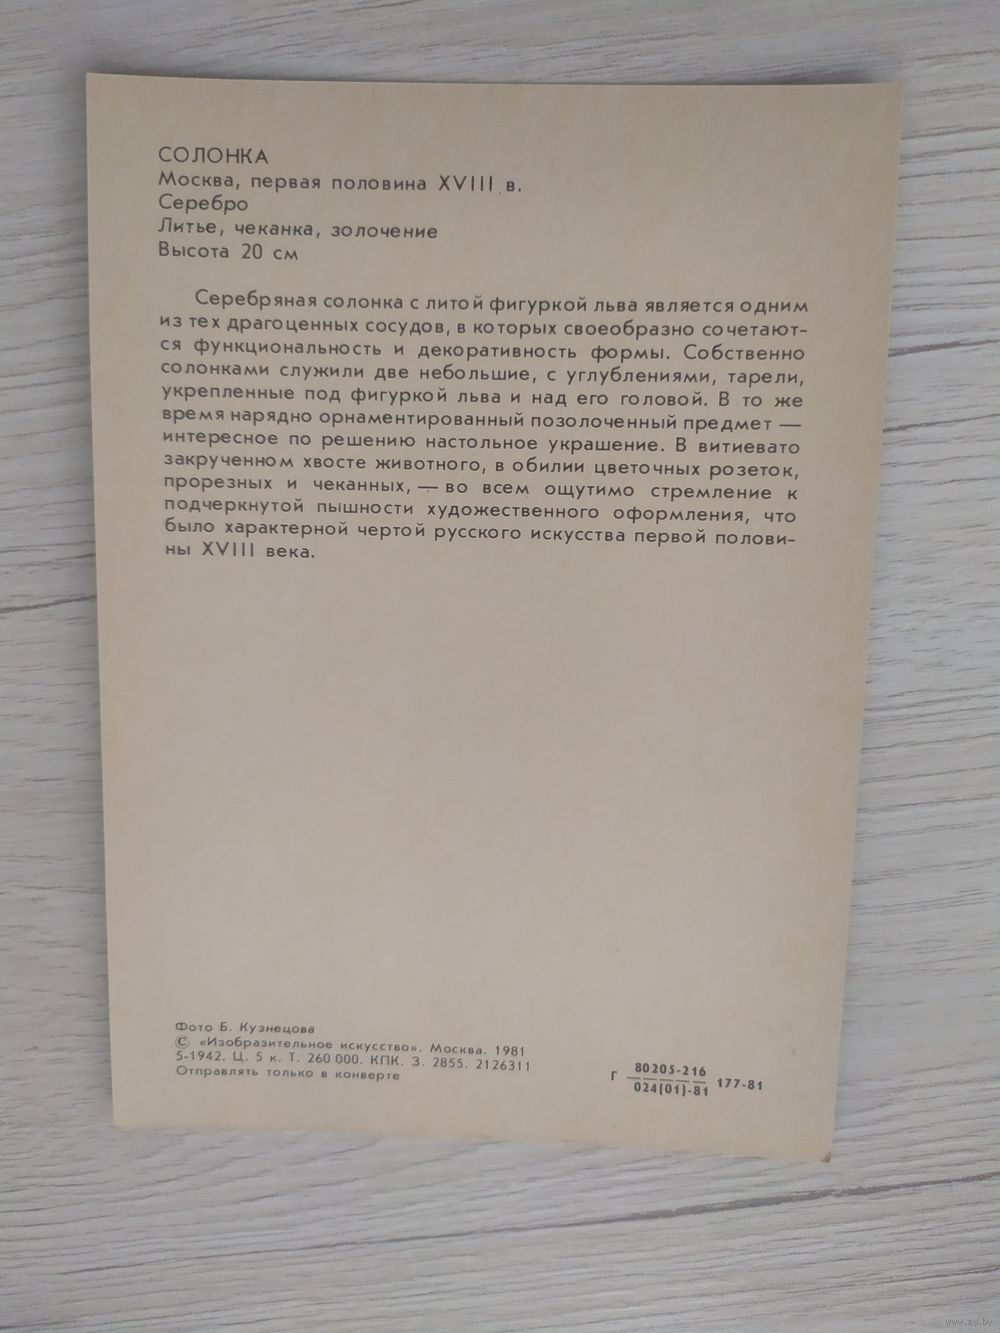 СОЛОНКА
Москва, первая половина XVIII в.
Серебро
Литье, чеканка, золочение
Высота 20 см
Серебряная солонка с литой фигуркой льва является одним
из тех драгоценных сосудов, в которых своеобразно сочетают-
ся функциональность и декоративность формы. Собственно
солонками служили две небольшие, с углублениями, тарели,
укрепленные под фигуркой льва и над его головой. В то же
время нарядно орнаментированный позолоченный предмет —
интересное по решению настольное украшение. В витиевато
закрученном хвосте животного, в обилии цветочных розеток,
прорезных и чеканных, — во всем ощутимо стремление к
подчеркнутой пышности художественного оформления, что
было характерной чертой русского искусства первой полови-
ны XVIII века.
Фото Б. Кузнецова
© «Изобразительное искусство». Москва. 1981
5-1942. Ц. 5 к. Т. 260 000. КПК. З. 2855. 2126311
Отправлять только в конверте
Г 80205-216
024(01)-81 177-81
www.ay.by